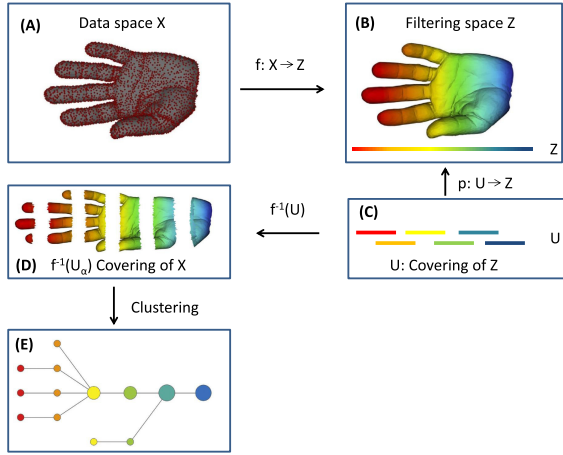 (A) Data space X
f: X → Z
(B) Filtering space Z
Z
p: U → Z
(C)
U
U: Covering of Z
f⁻¹(U)
(D) f⁻¹(Uα) Covering of X
Clustering
(E)